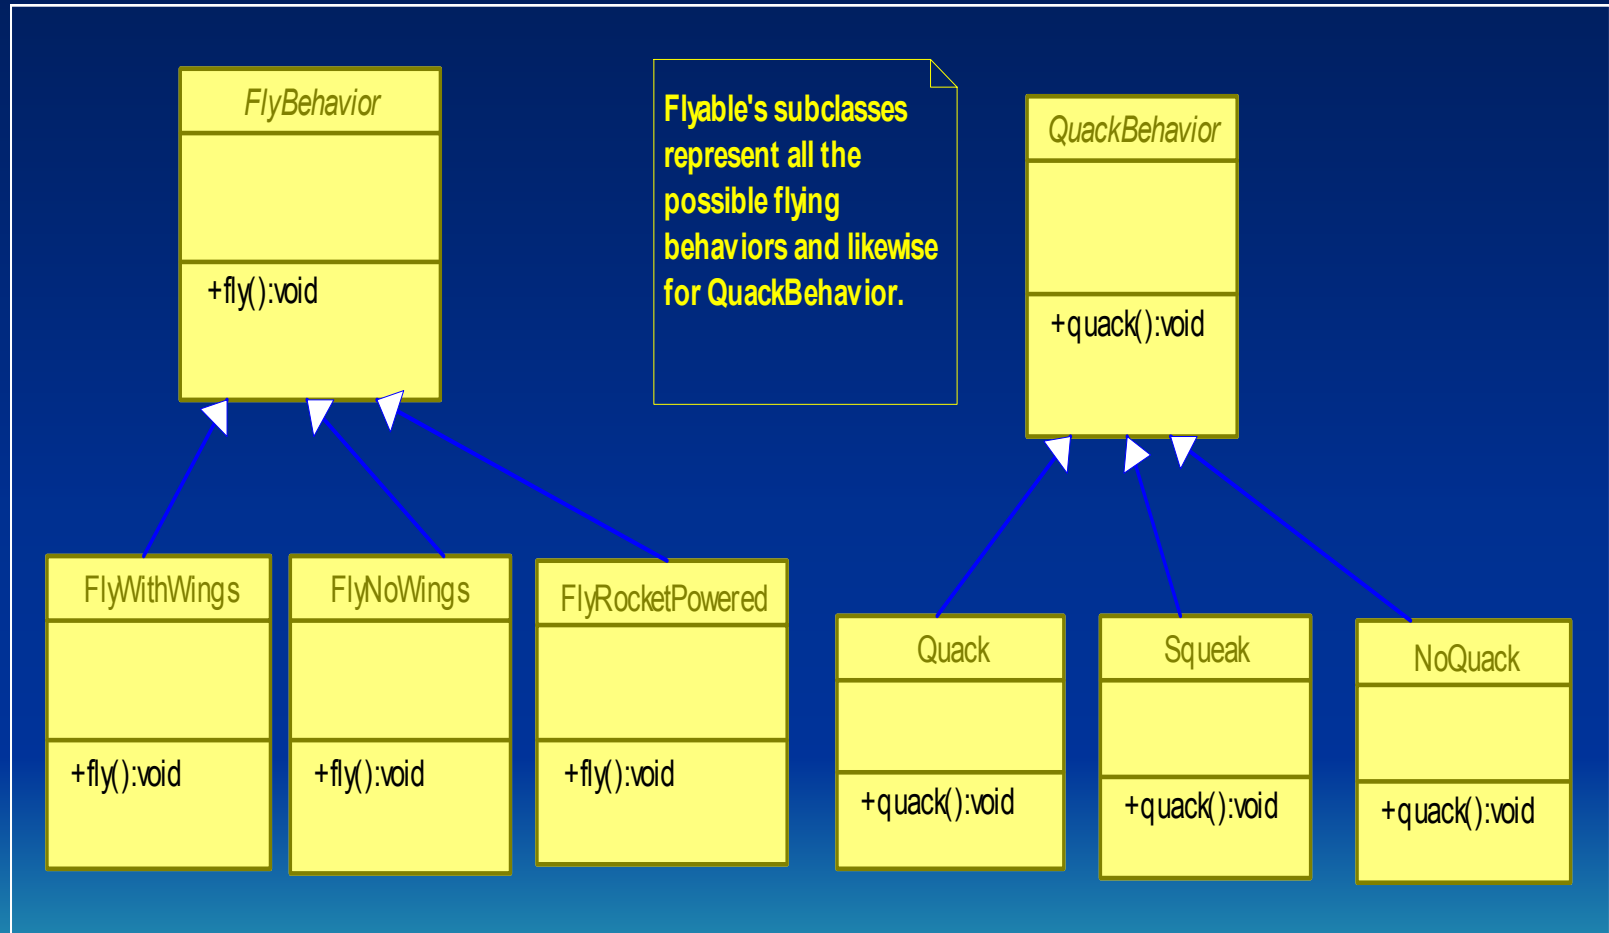 FlyBehavior
+fly():void
Flyable's subclasses
represent all the
possible flying
behaviors and likewise
for QuackBehavior.
QuackBehavior
+quack():void
FlyWithWings
+fly():void
FlyNoWings
+fly():void
FlyRocketPowered
+fly():void
Quack
+quack():void
Squeak
+quack():void
NoQuack
+quack():void